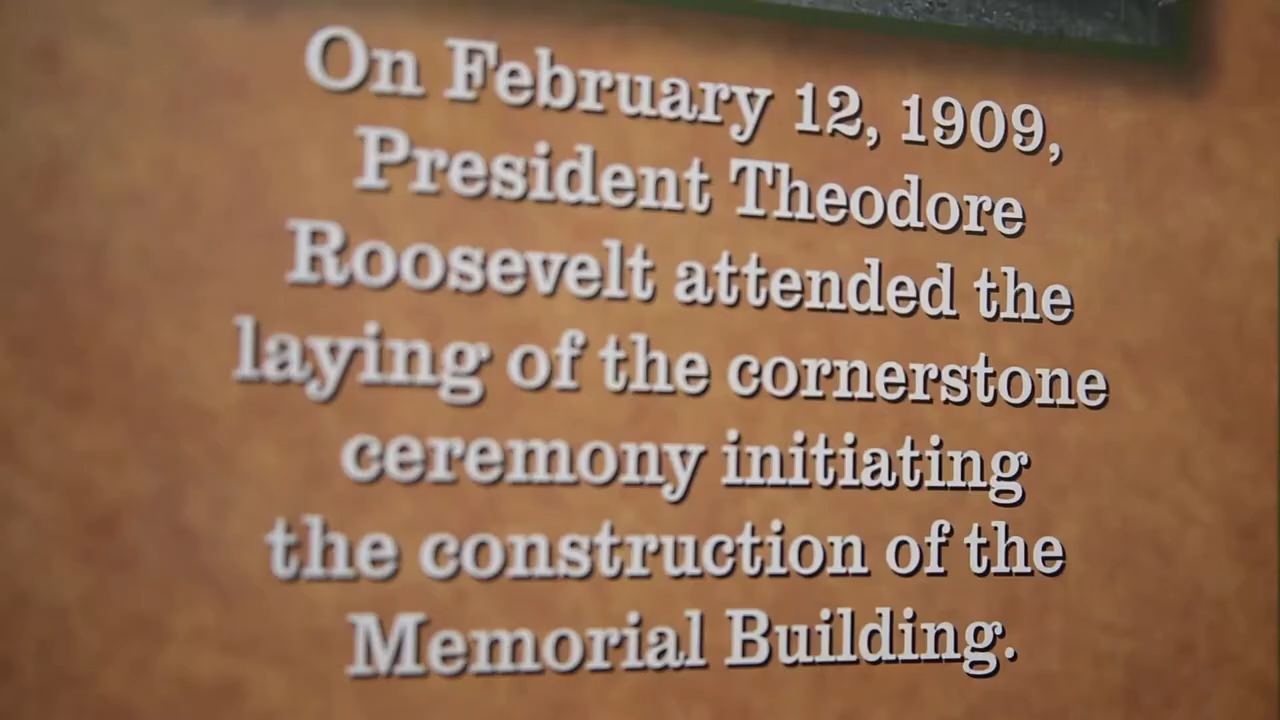 On February 12, 1909,
President Theodore
Roosevelt attended the
laying of the cornerstone
ceremony initiating
the construction of the
Memorial Building.